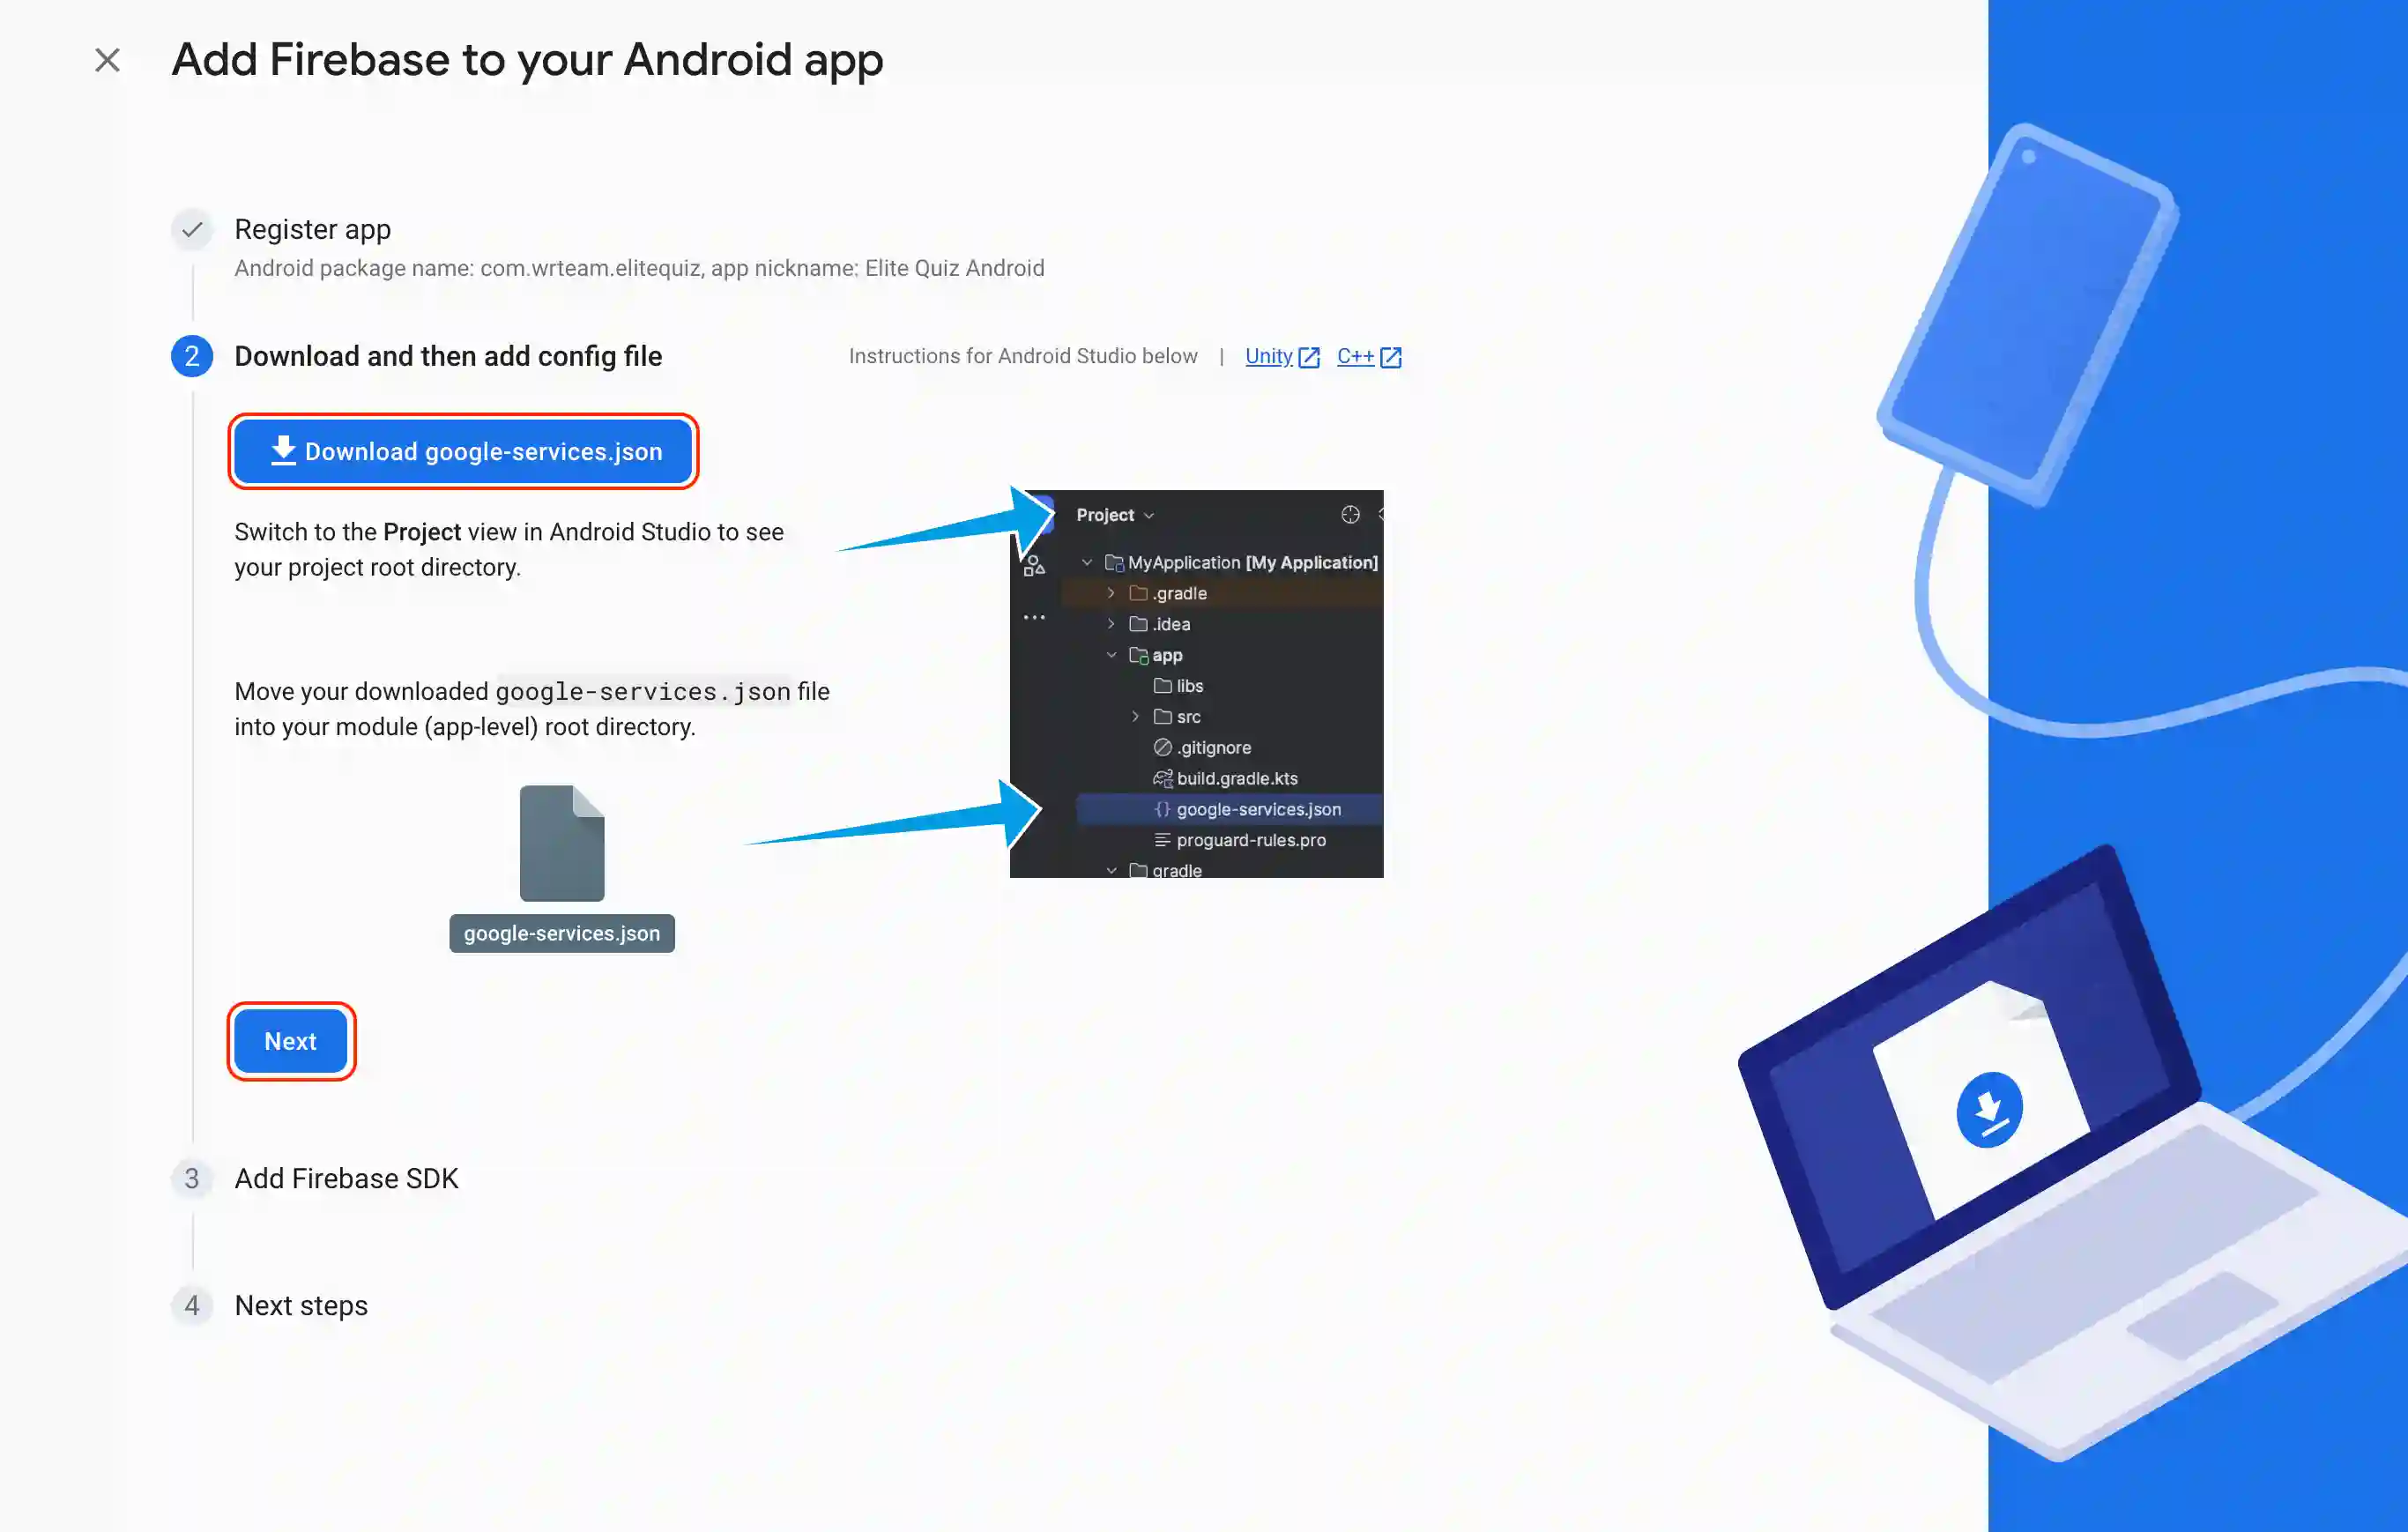 Add Firebase to your Android app
Register app
Android package name: com.wrteam.elitequiz, app nickname: Elite Quiz Android
2 Download and then add config file
Instructions for Android Studio below | Unity C++
Download google-services.json
Switch to the Project view in Android Studio to see
your project root directory.
Move your downloaded google-services.json file
into your module (app-level) root directory.
google-services.json
Project
MyApplication [My Application]
.gradle
.idea
app
libs
src
.gitignore
build.gradle.kts
{} google-services.json
proguard-rules.pro
gradle
Next
3 Add Firebase SDK
4 Next steps